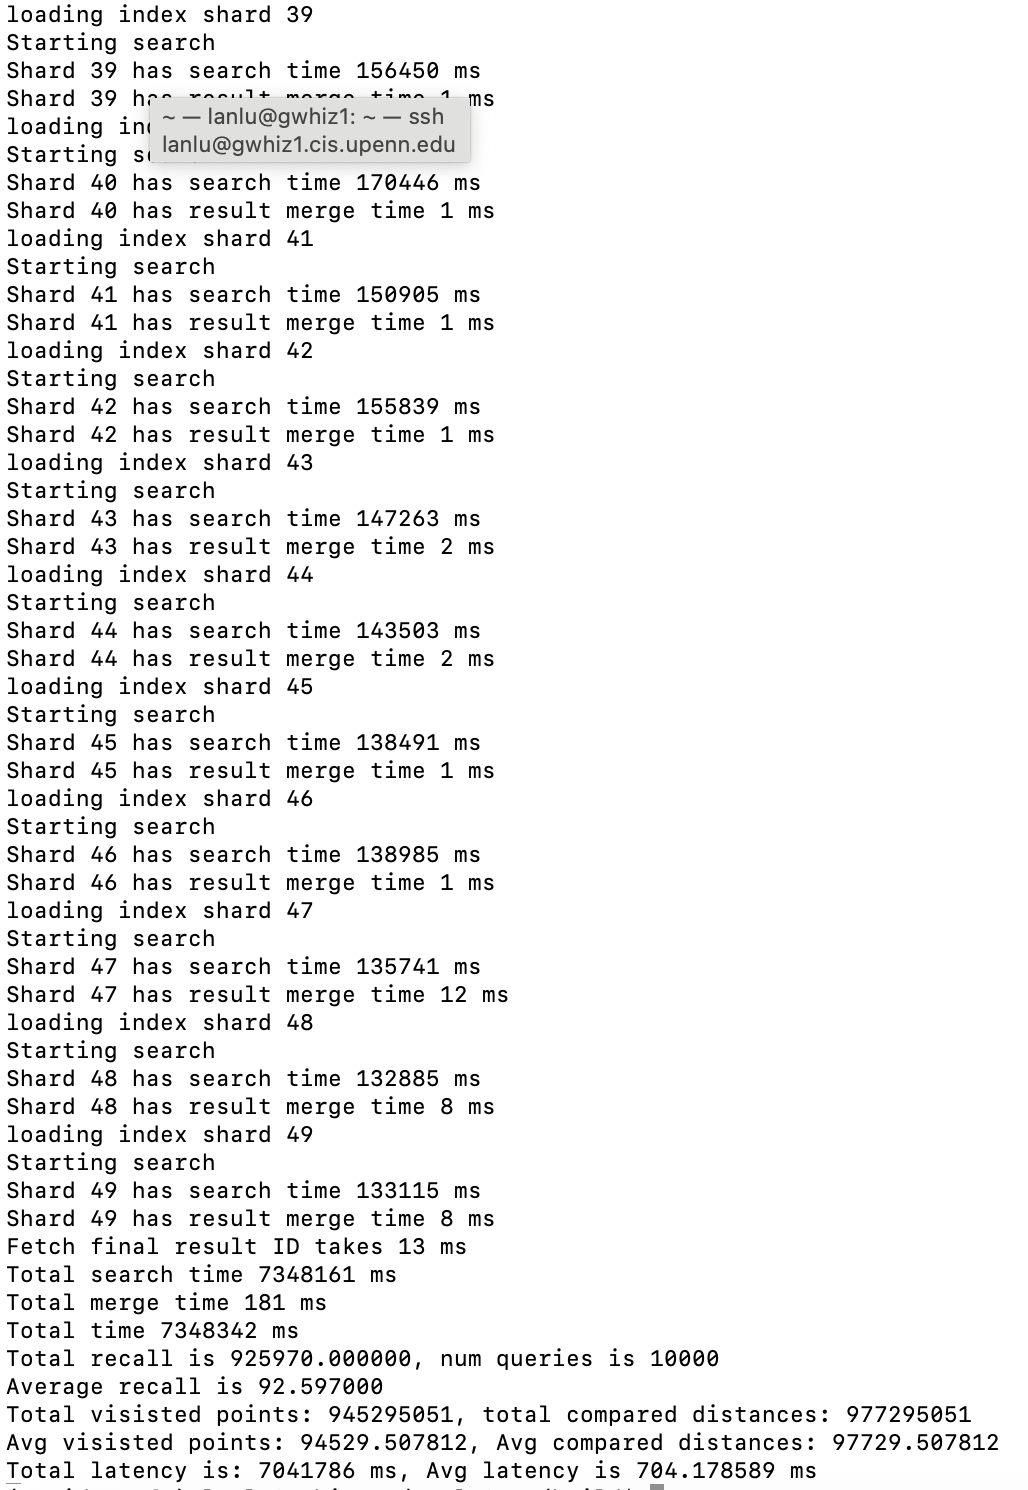 loading index shard 39
Starting search
Shard 39 has search time 156450 ms
Shard 39 has result merge time 1 ms
~ — lanlu@gwhiz1: ~ — ssh
lanlu@gwhiz1.cis.upenn.edu
loading
Starting
Shard 40 has search time 170446 ms
Shard 40 has result merge time 1 ms
loading index shard 41
Starting search
Shard 41 has search time 150905 ms
Shard 41 has result merge time 1 ms
loading index shard 42
Starting search
Shard 42 has search time 155839 ms
Shard 42 has result merge time 1 ms
loading index shard 43
Starting search
Shard 43 has search time 147263 ms
Shard 43 has result merge time 2 ms
loading index shard 44
Starting search
Shard 44 has search time 143503 ms
Shard 44 has result merge time 2 ms
loading index shard 45
Starting search
Shard 45 has search time 138491 ms
Shard 45 has result merge time 1 ms
loading index shard 46
Starting search
Shard 46 has search time 138985 ms
Shard 46 has result merge time 1 ms
loading index shard 47
Starting search
Shard 47 has search time 135741 ms
Shard 47 has result merge time 12 ms
loading index shard 48
Starting search
Shard 48 has search time 132885 ms
Shard 48 has result merge time 8 ms
loading index shard 49
Starting search
Shard 49 has search time 133115 ms
Shard 49 has result merge time 8 ms
Fetch final result ID takes 13 ms
Total search time 7348161 ms
Total merge time 181 ms
Total time 7348342 ms
Total recall is 925970.000000, num queries is 10000
Average recall is 92.597000
Total visisted points: 945295051, total compared distances: 977295051
Avg visisted points: 94529.507812, Avg compared distances: 97729.507812
Total latency is: 7041786 ms, Avg latency is 704.178589 ms